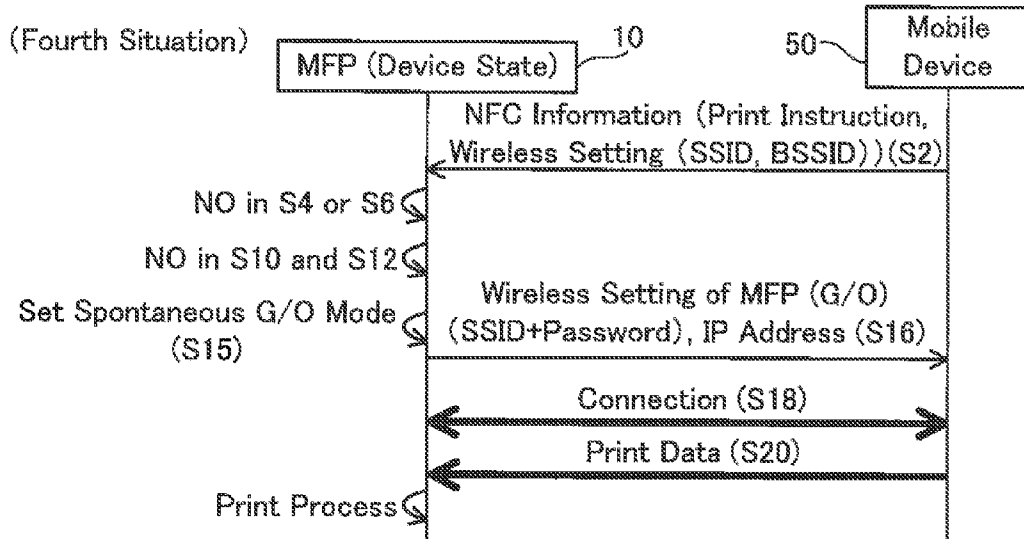 (Fourth Situation)
MFP (Device State)
10
50
Mobile
Device
NFC Information (Print Instruction,
Wireless Setting (SSID, BSSID))(S2)
NO in S4 or S6
NO in S10 and S12
Set Spontaneous G/O Mode
(S15)
Wireless Setting of MFP (G/O)
(SSID+Password), IP Address (S16)
Connection (S18)
Print Data (S20)
Print Process